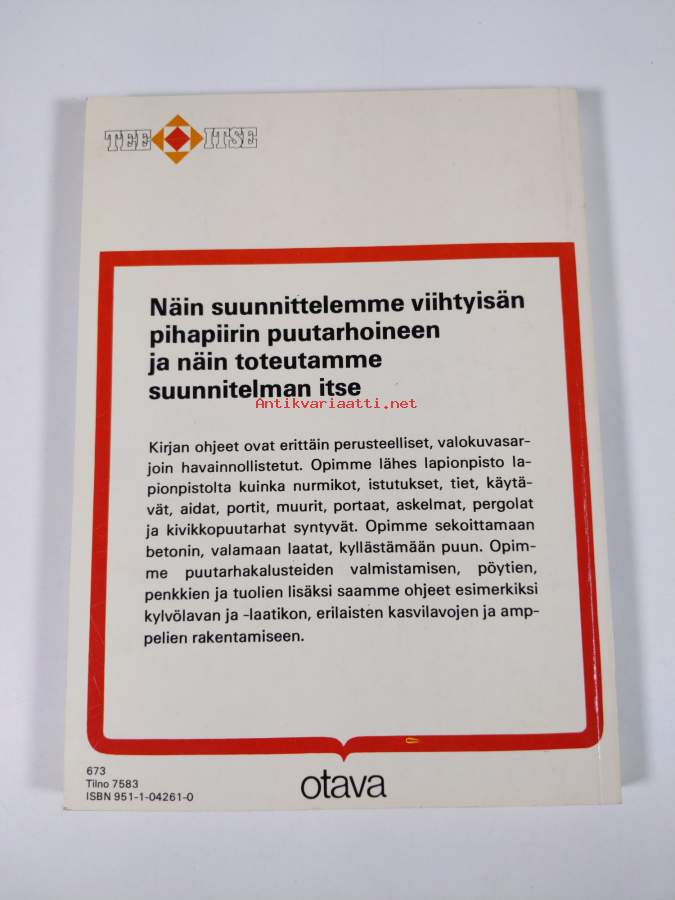 TEE ITSE
Näin suunnittelemme viihtyisän
pihapiirin puutarhoineen
ja näin toteutamme
suunnitelman itse
Antikvariaatti.net
Kirjan ohjeet ovat erittäin perusteelliset, valokuvasar-
join havainnollistetut. Opimme lähes lapionpisto la-
pionpistolta kuinka nurmikot, istutukset, tiet, käytä-
vät, aidat, portit, muurit, portaat, askelmat, pergolat
ja kivikkopuutarhat syntyvät. Opimme sekoittamaan
betonin, valamaan laatat, kyllästämään puun. Opim-
me puutarhakalusteiden valmistamisen, pöytien,
penkkien ja tuolien lisäksi saamme ohjeet esimerkiksi
kylvölavan ja -laatikon, erilaisten kasvilavojen ja amp-
pelien rakentamiseen.
673
Tilno 7583
ISBN 951-1-04261-0
otava